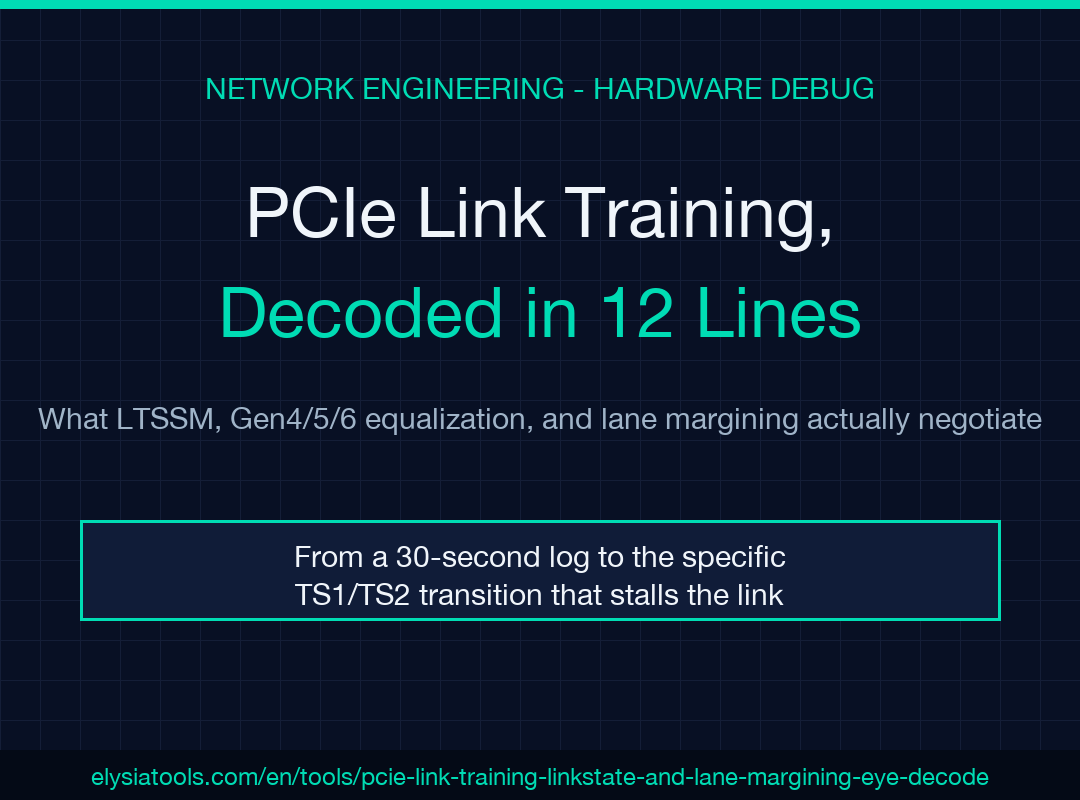 NETWORK ENGINEERING - HARDWARE DEBUG
PCIe Link Training,
Decoded in 12 Lines
What LTSSM, Gen4/5/6 equalization, and lane margining actually negotiate
From a 30-second log to the specific
TS1/TS2 transition that stalls the link
elysiatools.com/en/tools/pcie-link-training-linkstate-and-lane-margining-eye-decode